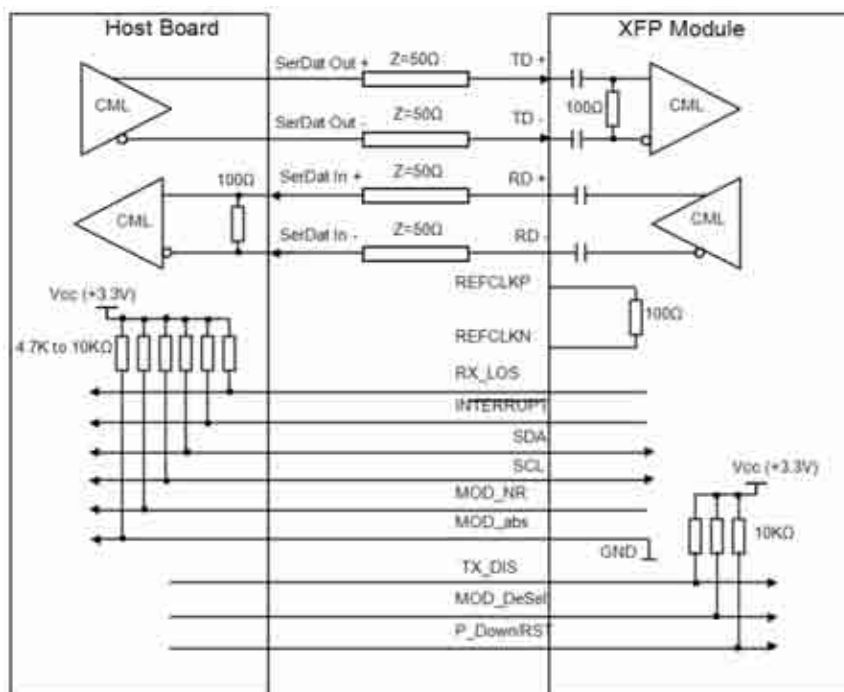 Host Board
XFP Module
SerDat Out +
Z=50Ω
TD +
CML
100Ω
CML
SerDat Out -
Z=50Ω
TD -
100Ω
SerDat In +
Z=50Ω
RD +
CML
CML
SerDat In -
Z=50Ω
RD -
REFCLKP
Vcc (+3.3V)
100Ω
REFCLKN
4.7K to 10KΩ
RX_LOS
INTERRUPT
SDA
SCL
Vcc (+3.3V)
MOD_NR
MOD_abs
10KΩ
GND
TX_DIS
MOD_DeSel
P_Down/RST